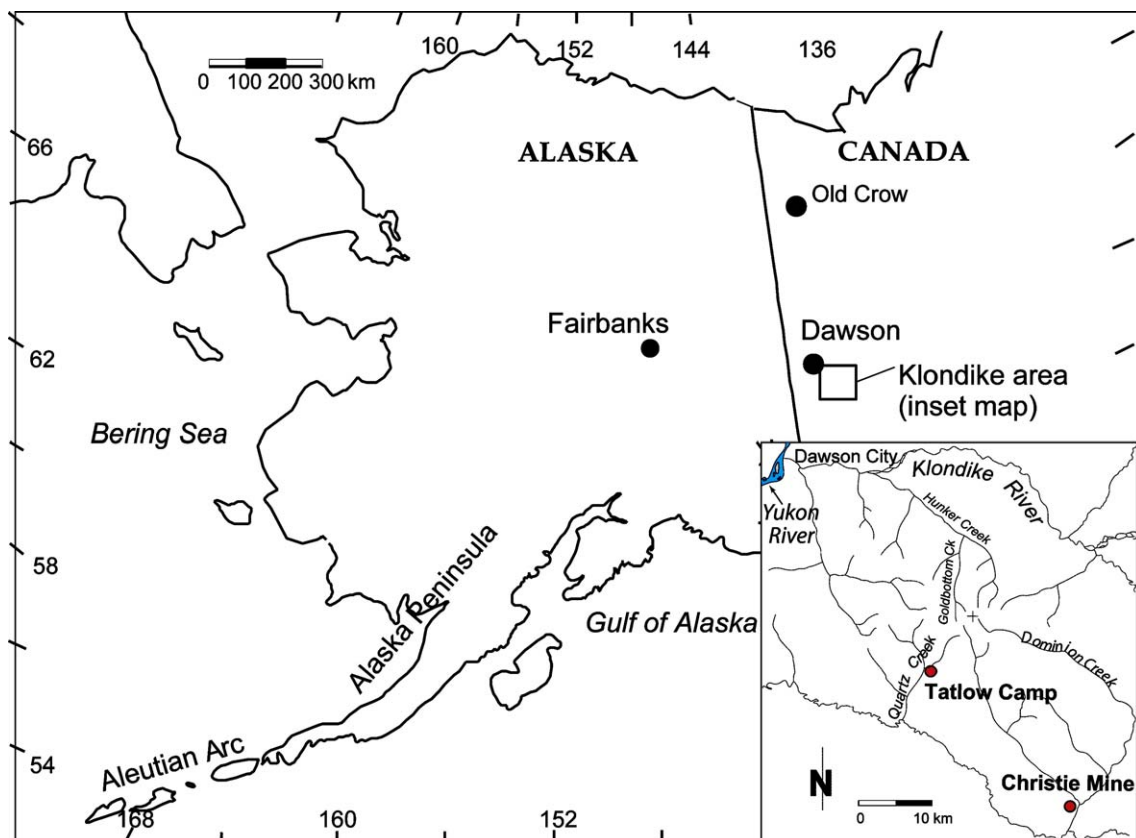 160
152
144
136
0 100 200 300 km
66
ALASKA
CANADA
Old Crow
Fairbanks
Dawson
62
Klondike area
(inset map)
Bering Sea
58
Alaska Peninsula
Gulf of Alaska
54
Aleutian Arc
168
160
152
Dawson City
Klondike
River
Yukon
River
Hunker Creek
Goldbottom Ck
Dominion Creek
Quartz Creek
Tatlow Camp
Christie Mine
N
0 10 km